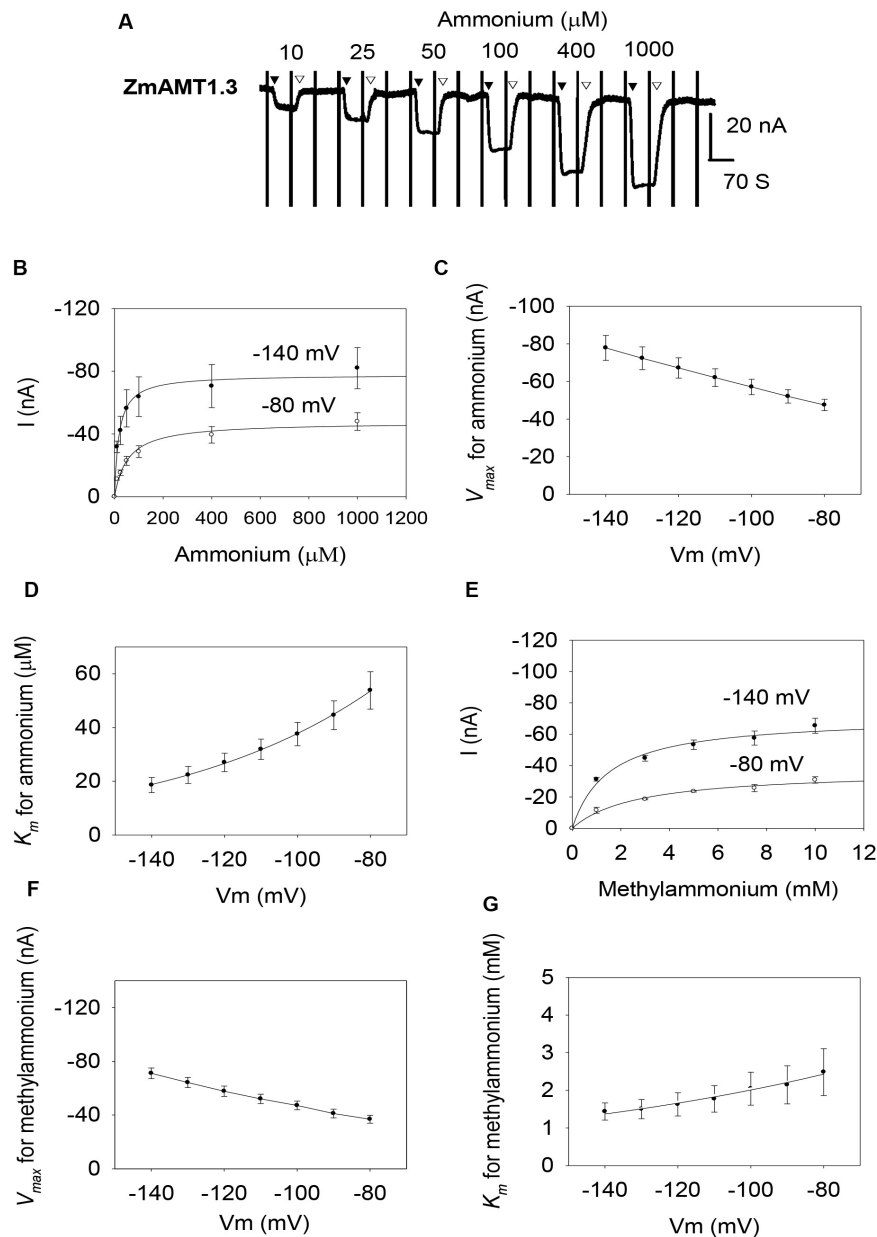 A
Ammonium (µM)
10 25 50 100 400 1000
ZmAMT1.3
20 nA
70 S
B
-120
-80
-40
0
I (nA)
-140 mV
-80 mV
0 200 400 600 800 1000 1200
Ammonium (µM)
C
-100
-80
-60
-40
-20
0
Vmax for ammonium (nA)
-140 -120 -100 -80
Vm (mV)
D
60
40
20
0
Km for ammonium (µM)
-140 -120 -100 -80
Vm (mV)
E
-120
-100
-80
-60
-40
-20
0
I (nA)
-140 mV
-80 mV
0 2 4 6 8 10 12
Methylammonium (mM)
F
-120
-80
-40
0
Vmax for methylammonium (nA)
-140 -120 -100 -80
Vm (mV)
G
5
4
3
2
1
0
Km for methylammonium (mM)
-140 -120 -100 -80
Vm (mV)